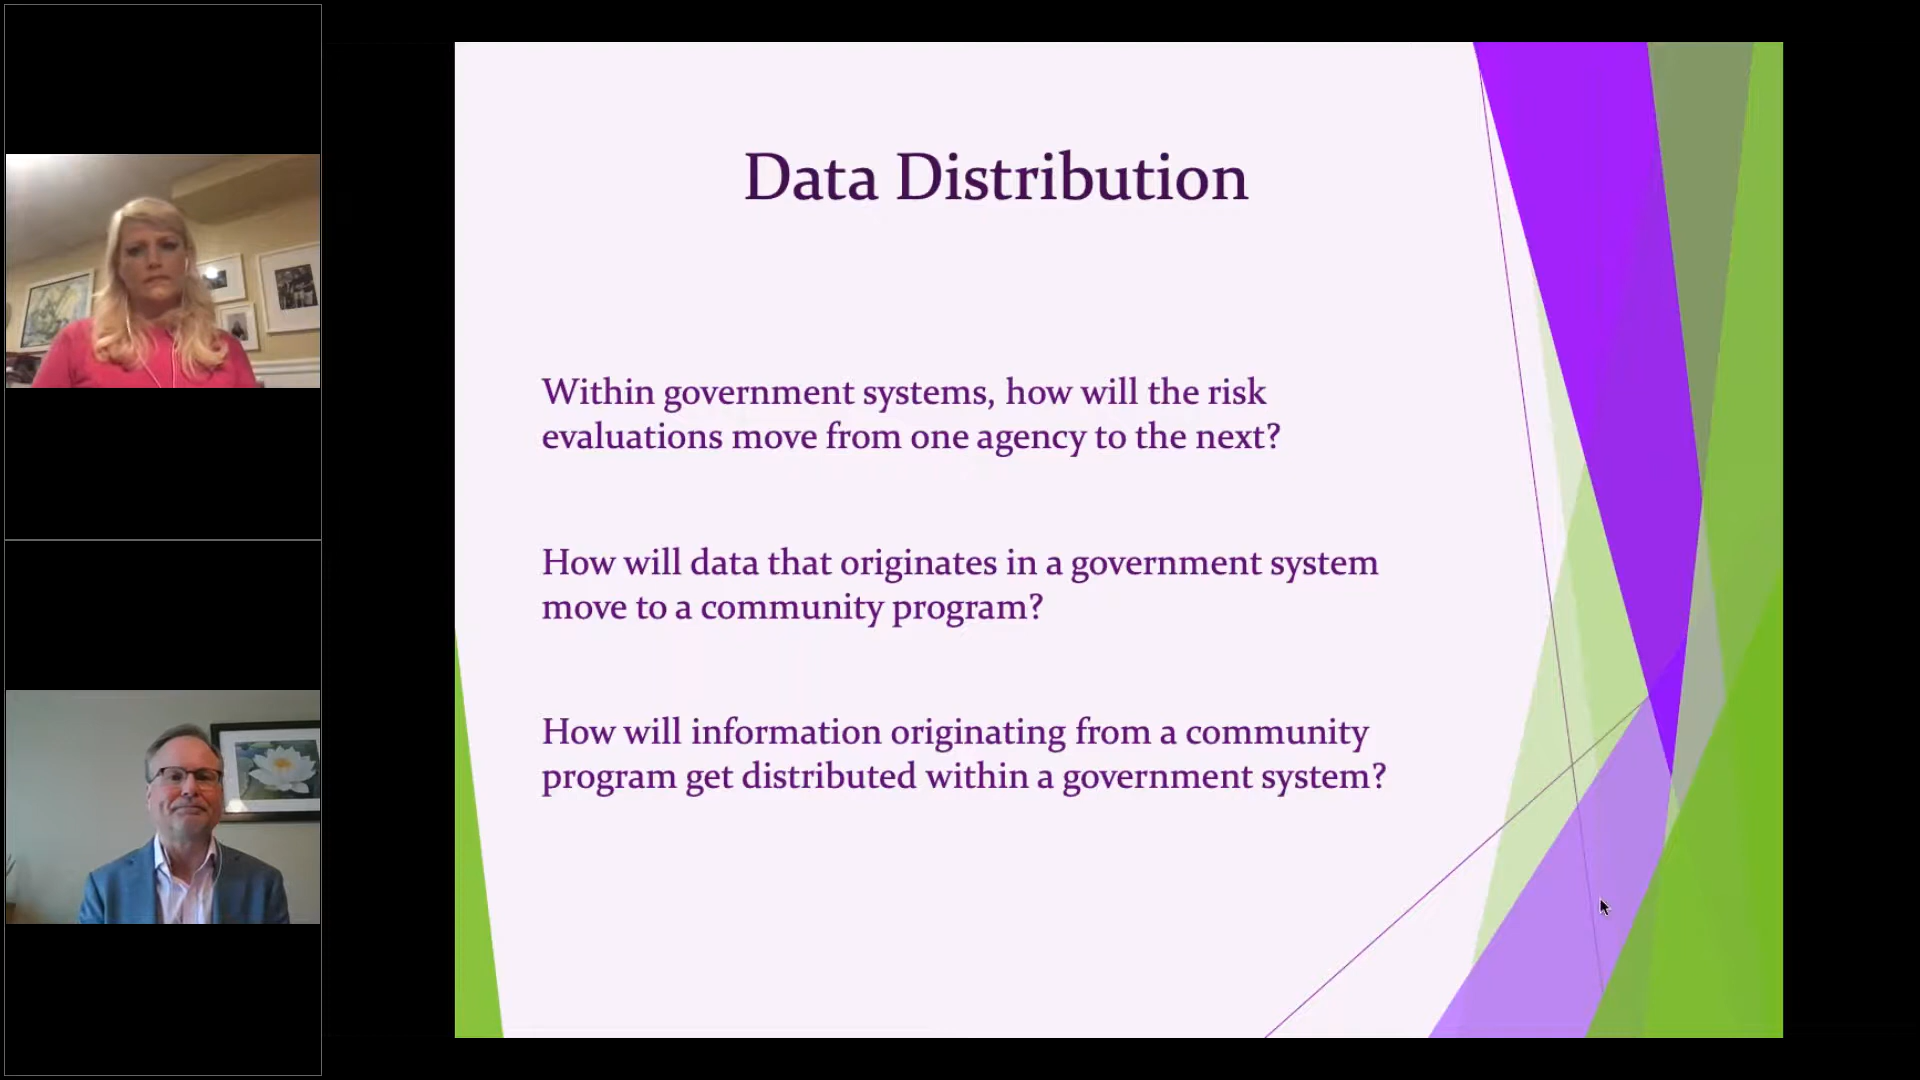 Data Distribution
Within government systems, how will the risk
evaluations move from one agency to the next?
How will data that originates in a government system
move to a community program?
How will information originating from a community
program get distributed within a government system?